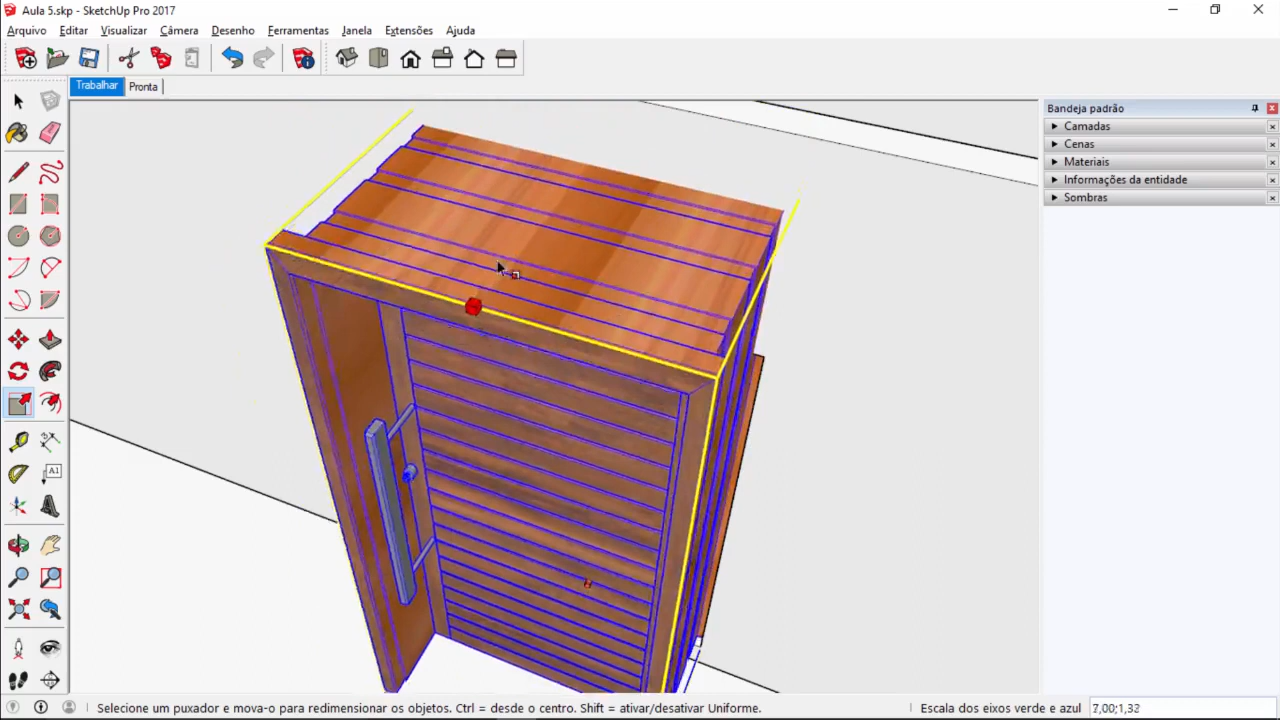 Aula 5.skp - SketchUp Pro 2017
Arquivo Editar Visualizar Câmera Desenho Ferramentas Janela Extensões Ajuda
Trabalhar Pronta
Bandeja padrão
Camadas
Cenas
Materiais
Informações da entidade
Sombras
A1
Selecione um puxador e mova-o para redimensionar os objetos. Ctrl = desde o centro. Shift = ativar/desativar Uniforme.
Escala dos eixos verde e azul 7,00;1,33